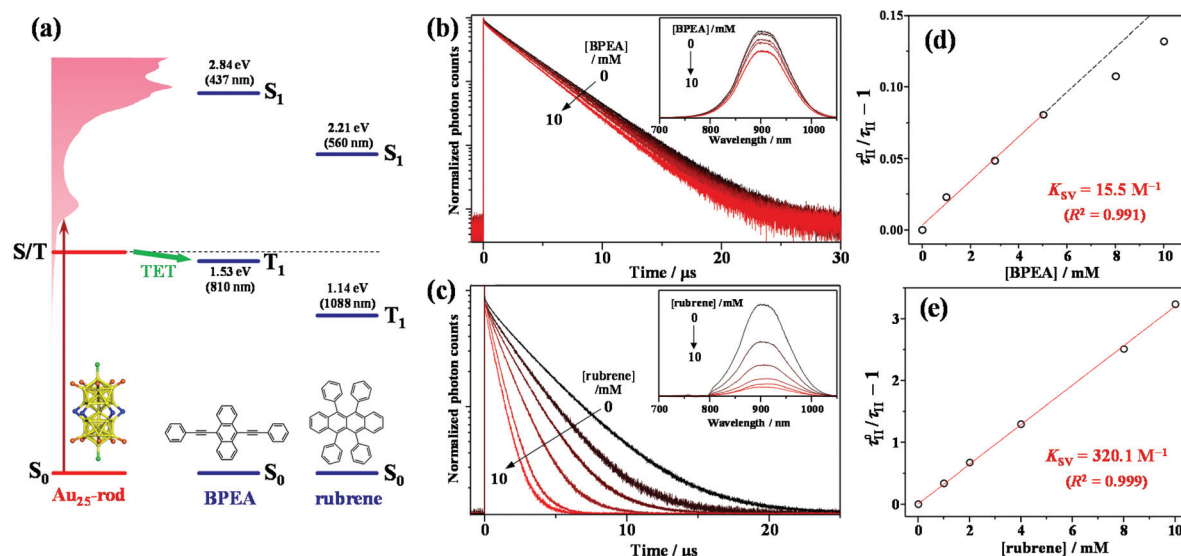 (a)
2.84 eV
(437 nm)
S1
2.21 eV
(560 nm)
S1
S/T
TET
1.53 eV
(810 nm)
T1
1.14 eV
(1088 nm)
T1
S0
S0
S0
Au25-rod
BPEA
rubrene
(b)
Normalized photon counts
[BPEA]
/ mM
0
10
0
10
20
30
Time / μs
[BPEA] / mM
0
10
700
800
900
1000
Wavelength / nm
(c)
Normalized photon counts
[rubrene]
/mM
0
10
0
10
20
25
Time / μs
[rubrene] / mM
0
10
700
800
900
1000
Wavelength / nm
(d)
τ⁰II/τII − 1
0.15
0.10
0.05
0.00
KSV = 15.5 M−1
(R2 = 0.991)
0
2
4
6
8
10
[BPEA] / mM
(e)
τ⁰II/τII − 1
3
2
1
0
KSV = 320.1 M−1
(R2 = 0.999)
0
2
4
6
8
10
[rubrene] / mM